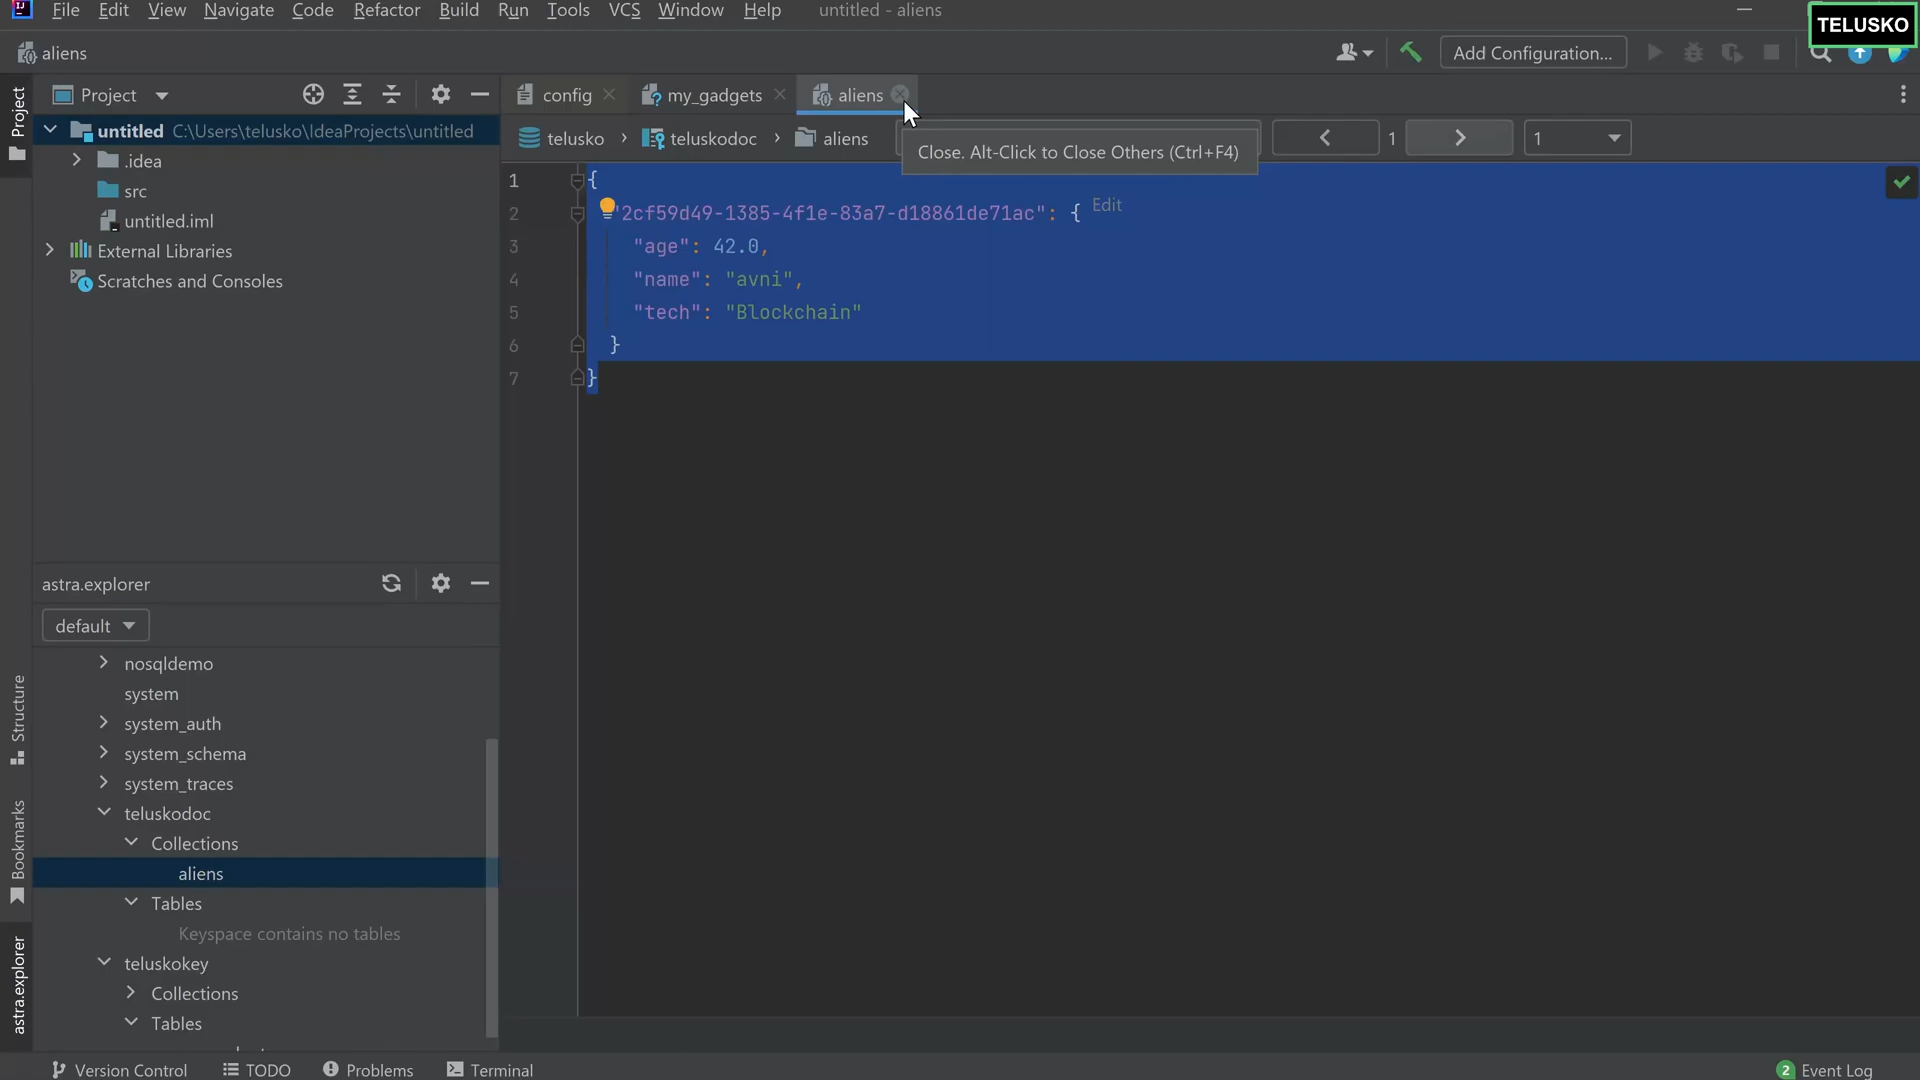 File Edit View Navigate Code Refactor Build Run Tools VCS Window Help untitled - aliens
TELUSKO
aliens
Add Configuration...
Project
Project
config
my_gadgets
aliens
untitled C:\Users\telusko\IdeaProjects\untitled
telusko
teluskodoc
aliens
1
1
Close. Alt-Click to Close Others (Ctrl+F4)
.idea
src
untitled.iml
External Libraries
Scratches and Consoles
1 {
2 "2cf59d49-1385-4f1e-83a7-d18861de71ac": { Edit
3 "age": 42.0,
4 "name": "avni",
5 "tech": "Blockchain"
6 }
7 }
astra.explorer
default
nosqldemo
system
system_auth
system_schema
system_traces
teluskodoc
Collections
aliens
Tables
Keyspace contains no tables
teluskokey
Collections
Tables
Structure
Bookmarks
astra.explorer
Version Control TODO Problems Terminal
2 Event Log